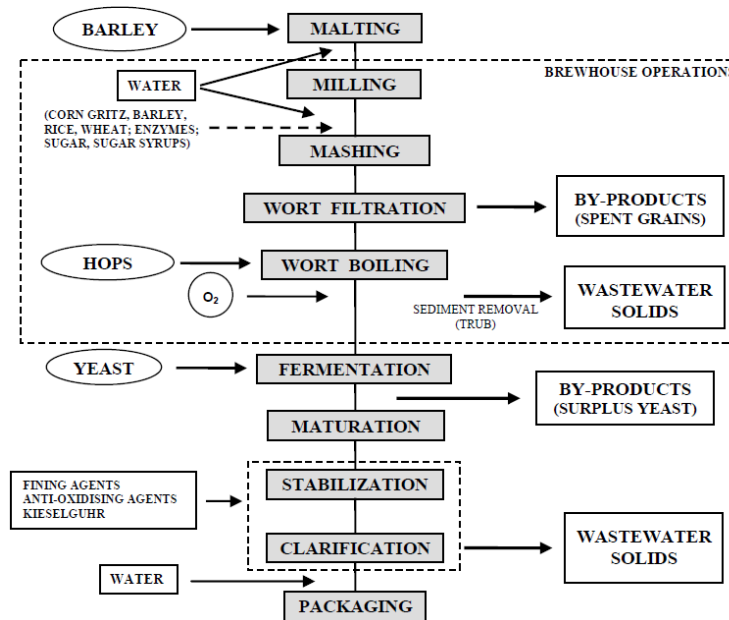 BARLEY
MALTING
BREWHOUSE OPERATIONS
WATER
MILLING
(CORN GRITZ, BARLEY,
RICE, WHEAT; ENZYMES;
SUGAR, SUGAR SYRUPS)
MASHING
WORT FILTRATION
BY-PRODUCTS
(SPENT GRAINS)
HOPS
WORT BOILING
O2
SEDIMENT REMOVAL
(TRUB)
WASTEWATER
SOLIDS
YEAST
FERMENTATION
BY-PRODUCTS
(SURPLUS YEAST)
MATURATION
FINING AGENTS
ANTI-OXIDISING AGENTS
KIESELGUHR
STABILIZATION
CLARIFICATION
WASTEWATER
SOLIDS
WATER
PACKAGING